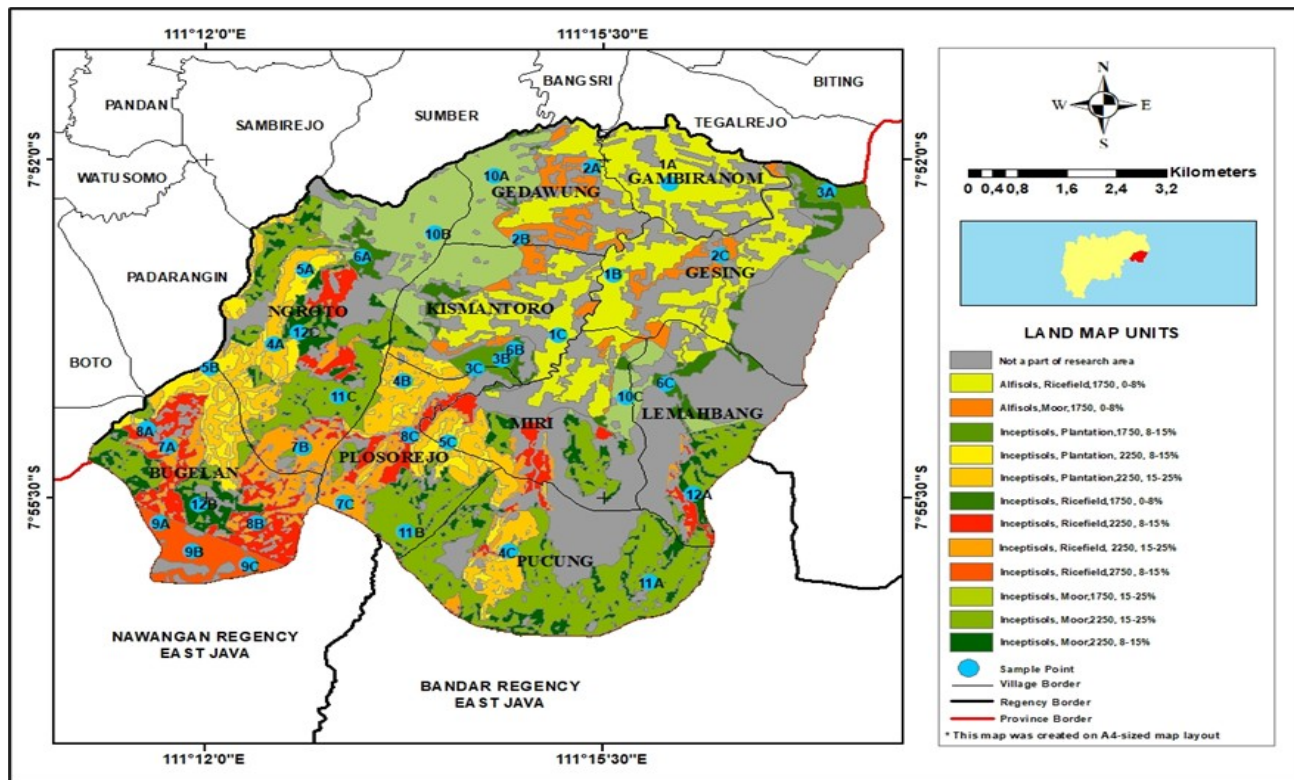 111°12'0"E
111°15'30"E
BITING
BANGSRI
PANDAN
SUMBER
TEGALREJO
SAMBIREJO
7°52'0"S
7°52'0"S
WATUSOMO
1A
2A
10A
GAMBIRANOM
GEDAWUNG
3A
10B
2B
6A
2C
PADARANGIN
5A
1B
GESING
NGROTO
KISMANTORO
12C
1C
4A
6B
3B
BOTO
5B
3C
4B
6C
11C
10C
LEMAHBANG
MIRI
8A
8C
7A
7B
5C
PLOSOREJO
BUGELAN
7°55'30"S
7°55'30"S
12B
7C
12A
9A
8B
11B
9B
4C
PUCUNG
9C
11A
NAWANGAN REGENCY
EAST JAVA
BANDAR REGENCY
EAST JAVA
111°12'0"E
111°15'30"E
N
W E
S
Kilometers
0 0,4 0,8 1,6 2,4 3,2
LAND MAP UNITS
Not a part of research area
Alfisols, Ricefield,1750, 0-8%
Alfisols,Moor,1750, 0-8%
Inceptisols, Plantation,1750, 8-15%
Inceptisols, Plantation, 2250, 8-15%
Inceptisols, Plantation,2250, 15-25%
Inceptisols, Ricefield,1750, 0-8%
Inceptisols, Ricefield,2250, 8-15%
Inceptisols, Ricefield, 2250, 15-25%
Inceptisols, Ricefield,2750, 8-15%
Inceptisols, Moor,1750, 15-25%
Inceptisols, Moor,2250, 15-25%
Inceptisols, Moor,2250, 8-15%
Sample Point
Village Border
Regency Border
Province Border
* This map was created on A4-sized map layout